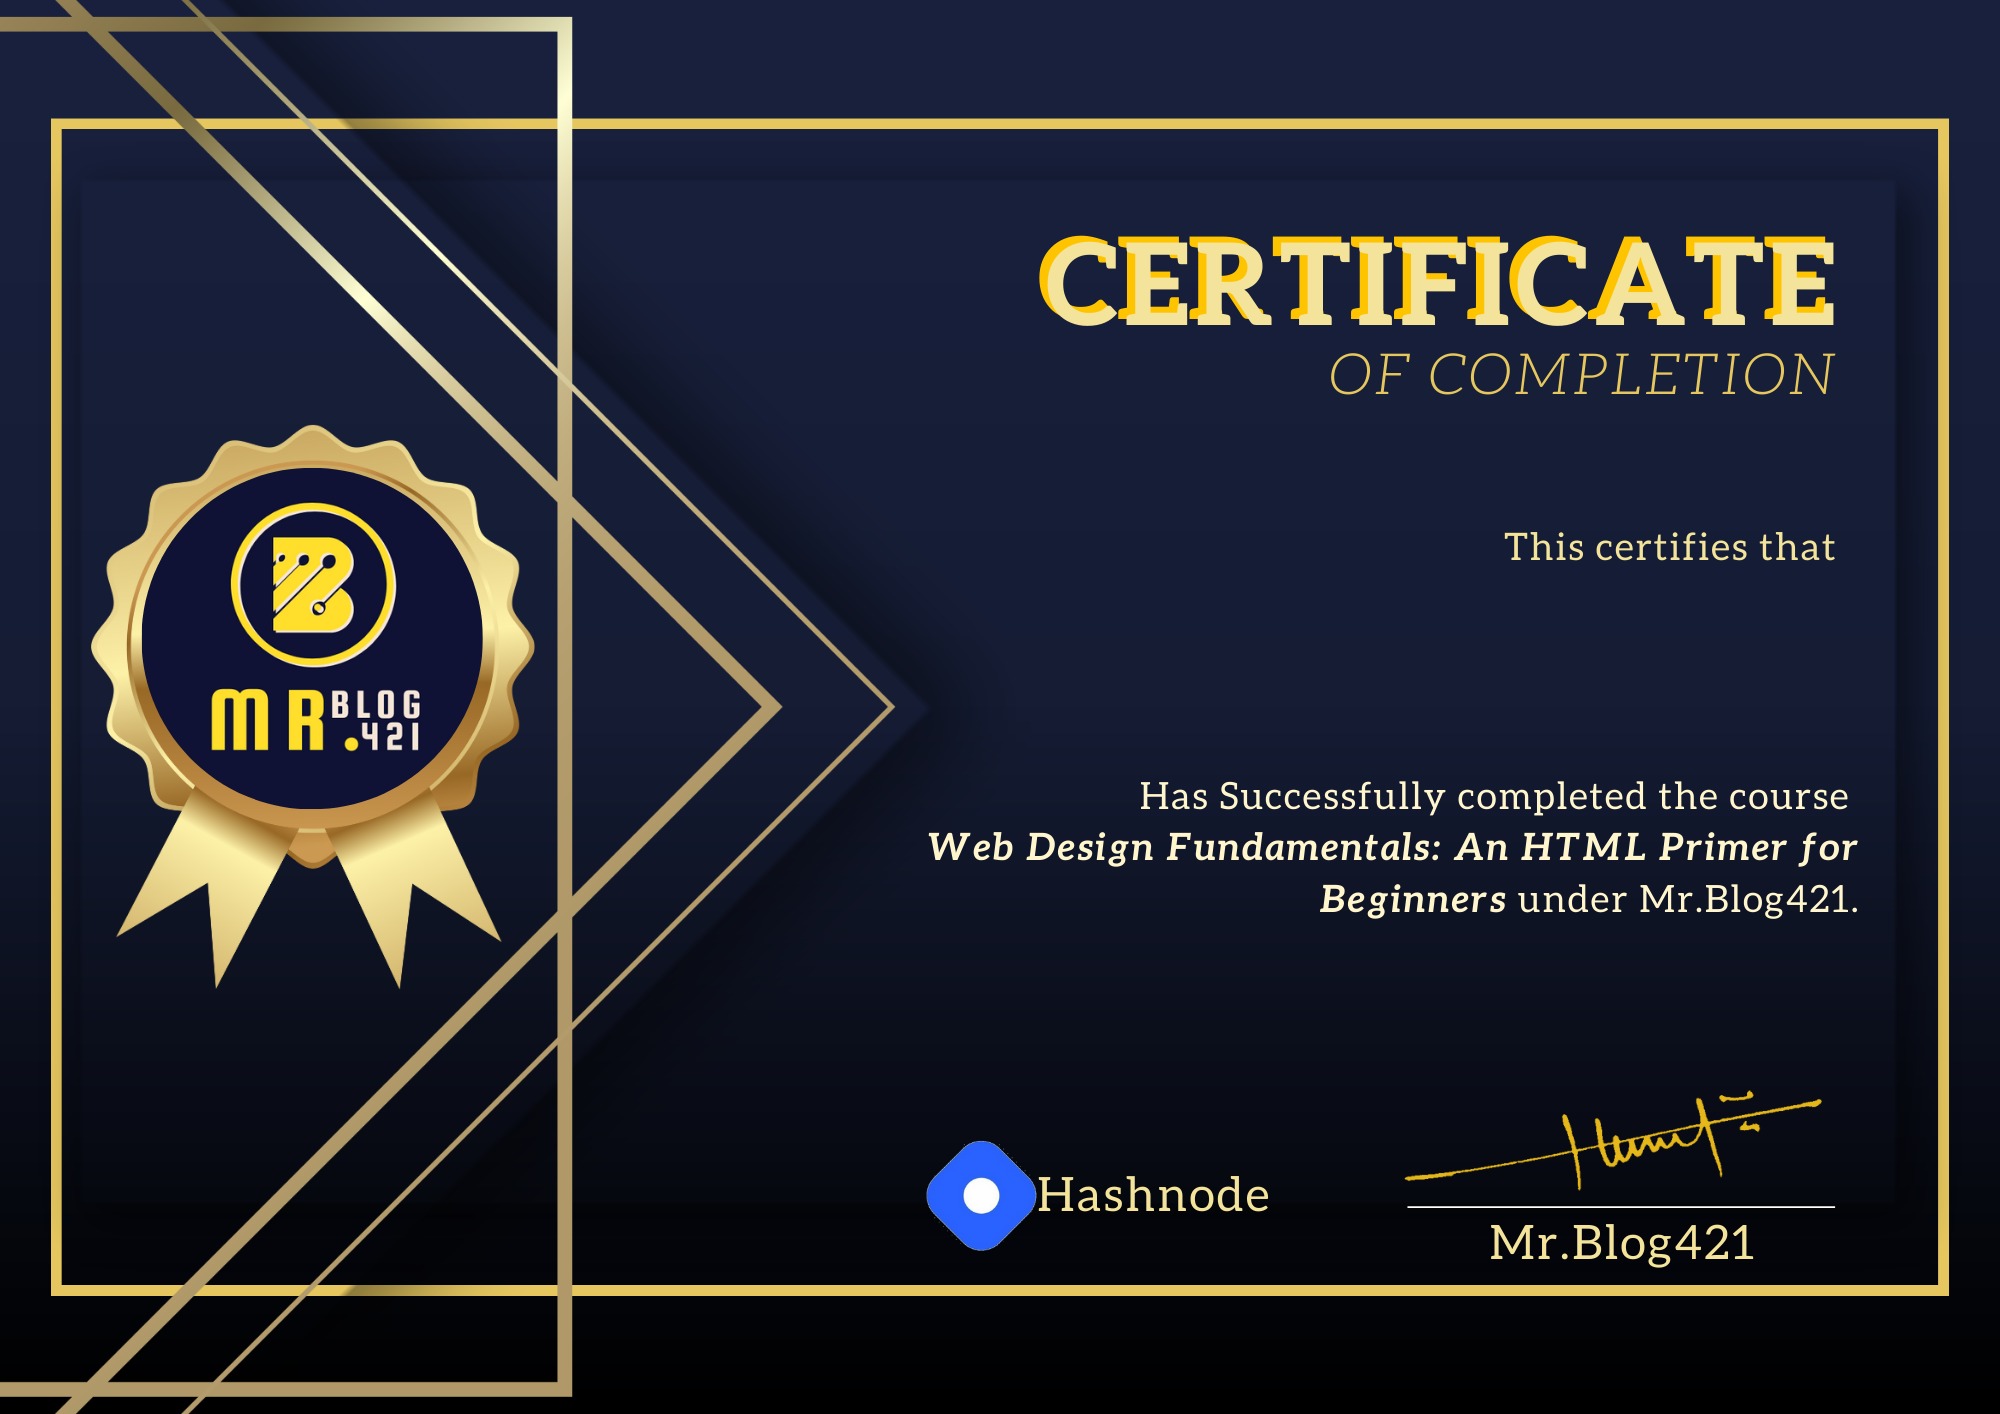 CERTIFICATE
OF COMPLETION
This certifies that
MR.BLOG
421
Has Successfully completed the course
Web Design Fundamentals: An HTML Primer for
Beginners under Mr.Blog421.
Hashnode
Mr.Blog421